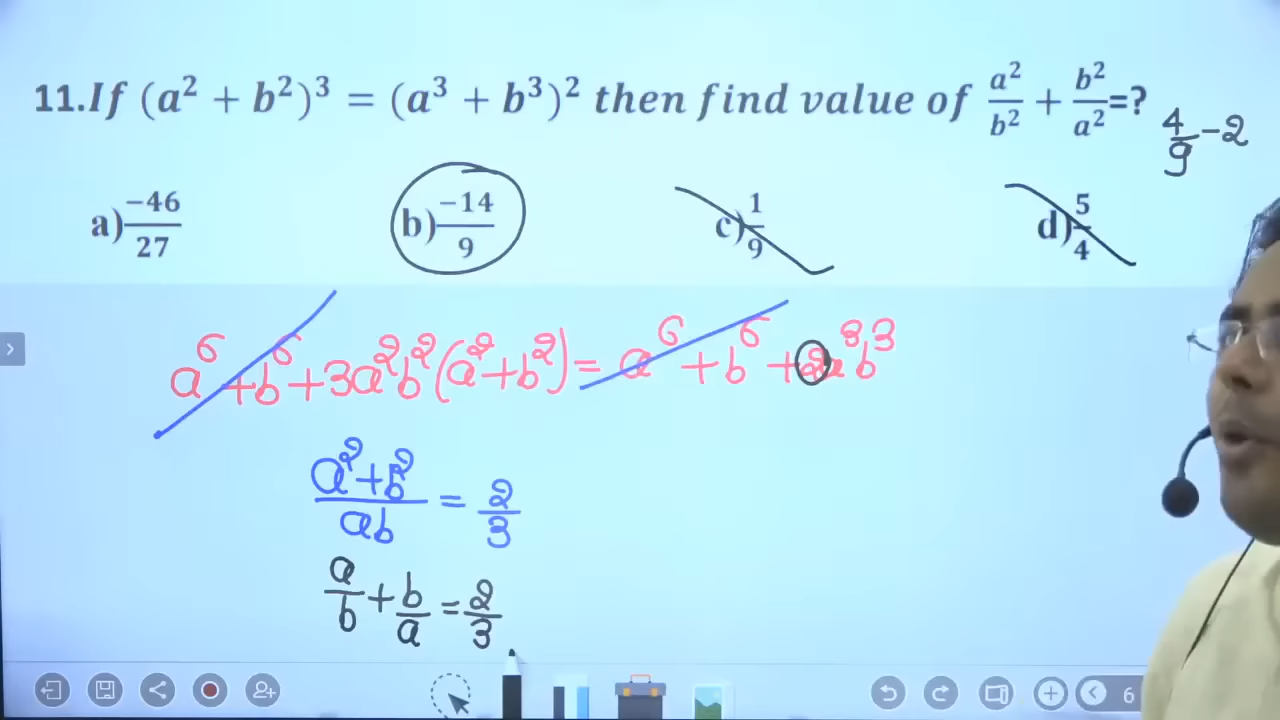 11. If (a² + b²)³ = (a³ + b³)² then find value of a²/b² + b²/a² =?
4/9 - 2
a) -46/27 b) -14/9 c) 1/9 d) 5/4
a⁶ + b⁶ + 3a²b²(a² + b²) = a⁶ + b⁶ + 2a³b³
(a² + b²)/ab = 2/3
a/b + b/a = 2/3
6